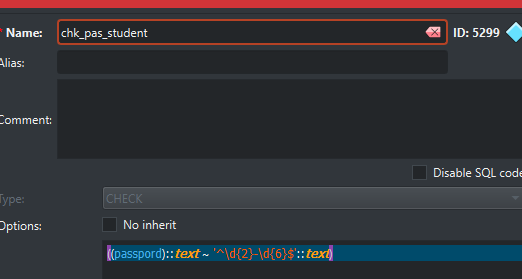 * Name: chk_pas_student ID: 5299
Alias:
Comment:
Disable SQL code
Type: CHECK
Options: No inherit
((passpord)::text ~ '^\d{2}-\d{6}$'::text)